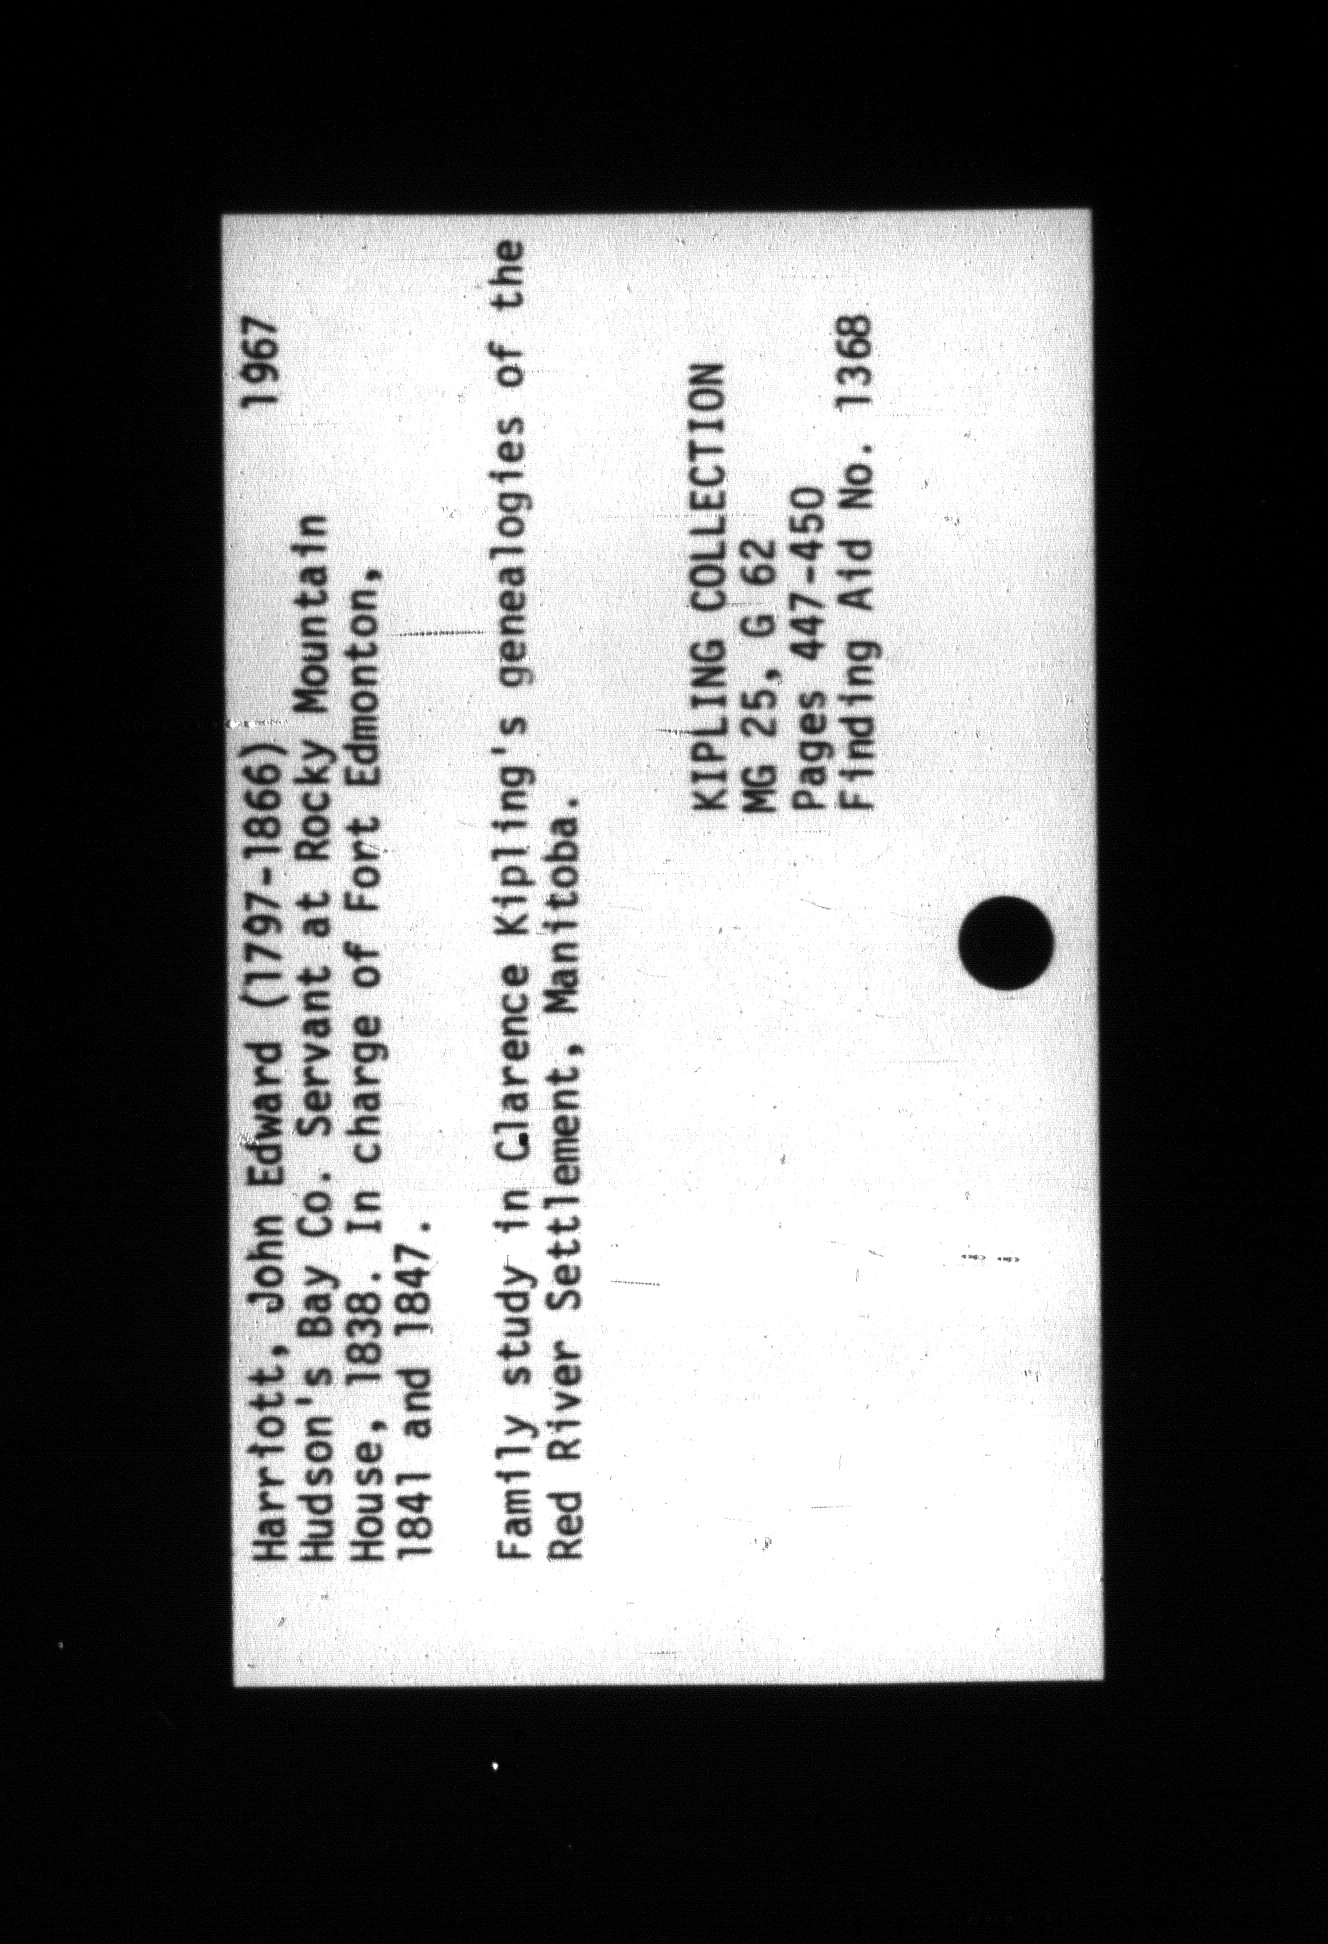 Harriott, John Edward (1797-1866) 1967
Hudson's Bay Co. Servant at Rocky Mountain
House, 1838. In charge of Fort Edmonton,
1841 and 1847.
Family study in Clarence Kipling's genealogies of the
Red River Settlement, Manitoba.
KIPLING COLLECTION
MG 25, G 62
Pages 447-450
Finding Aid No. 1368